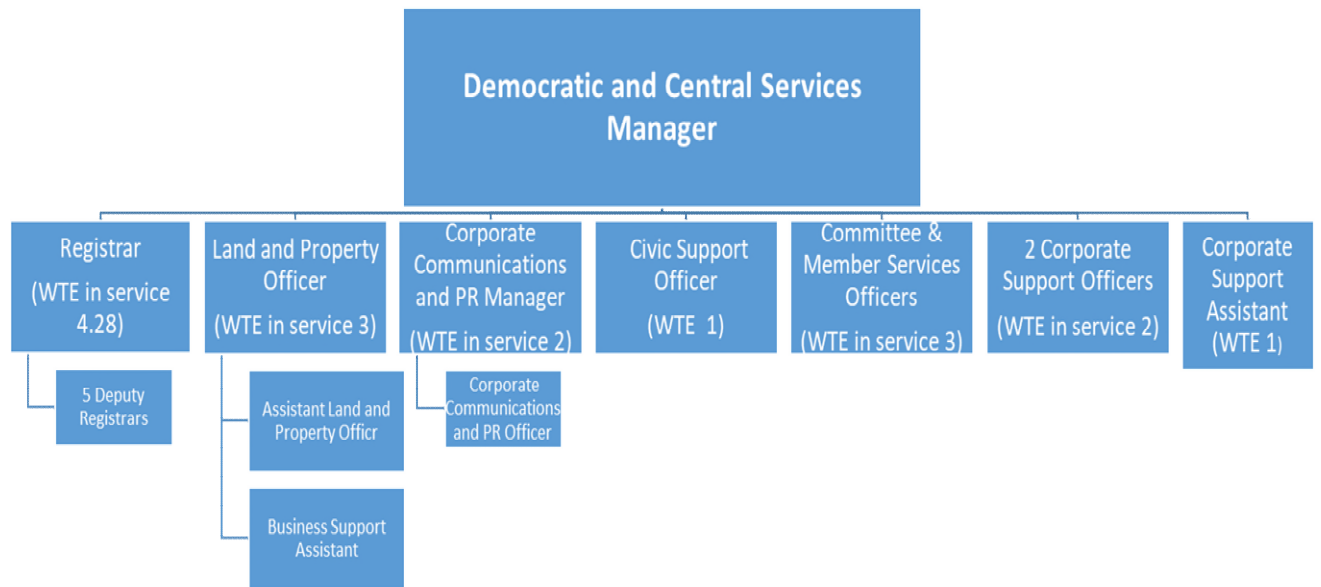 Democratic and Central Services
Manager
Registrar
(WTE in service
4.28)
5 Deputy
Registrars
Land and Property
Officer
(WTE in service 3)
Assistant Land and
Property Officr
Business Support
Assistant
Corporate
Communications
and PR Manager
(WTE in service 2)
Corporate
Communications
and PR Officer
Civic Support
Officer
(WTE 1)
Committee &
Member Services
Officers
(WTE in service 3)
2 Corporate
Support Officers
(WTE in service 2)
Corporate
Support
Assistant
(WTE 1)